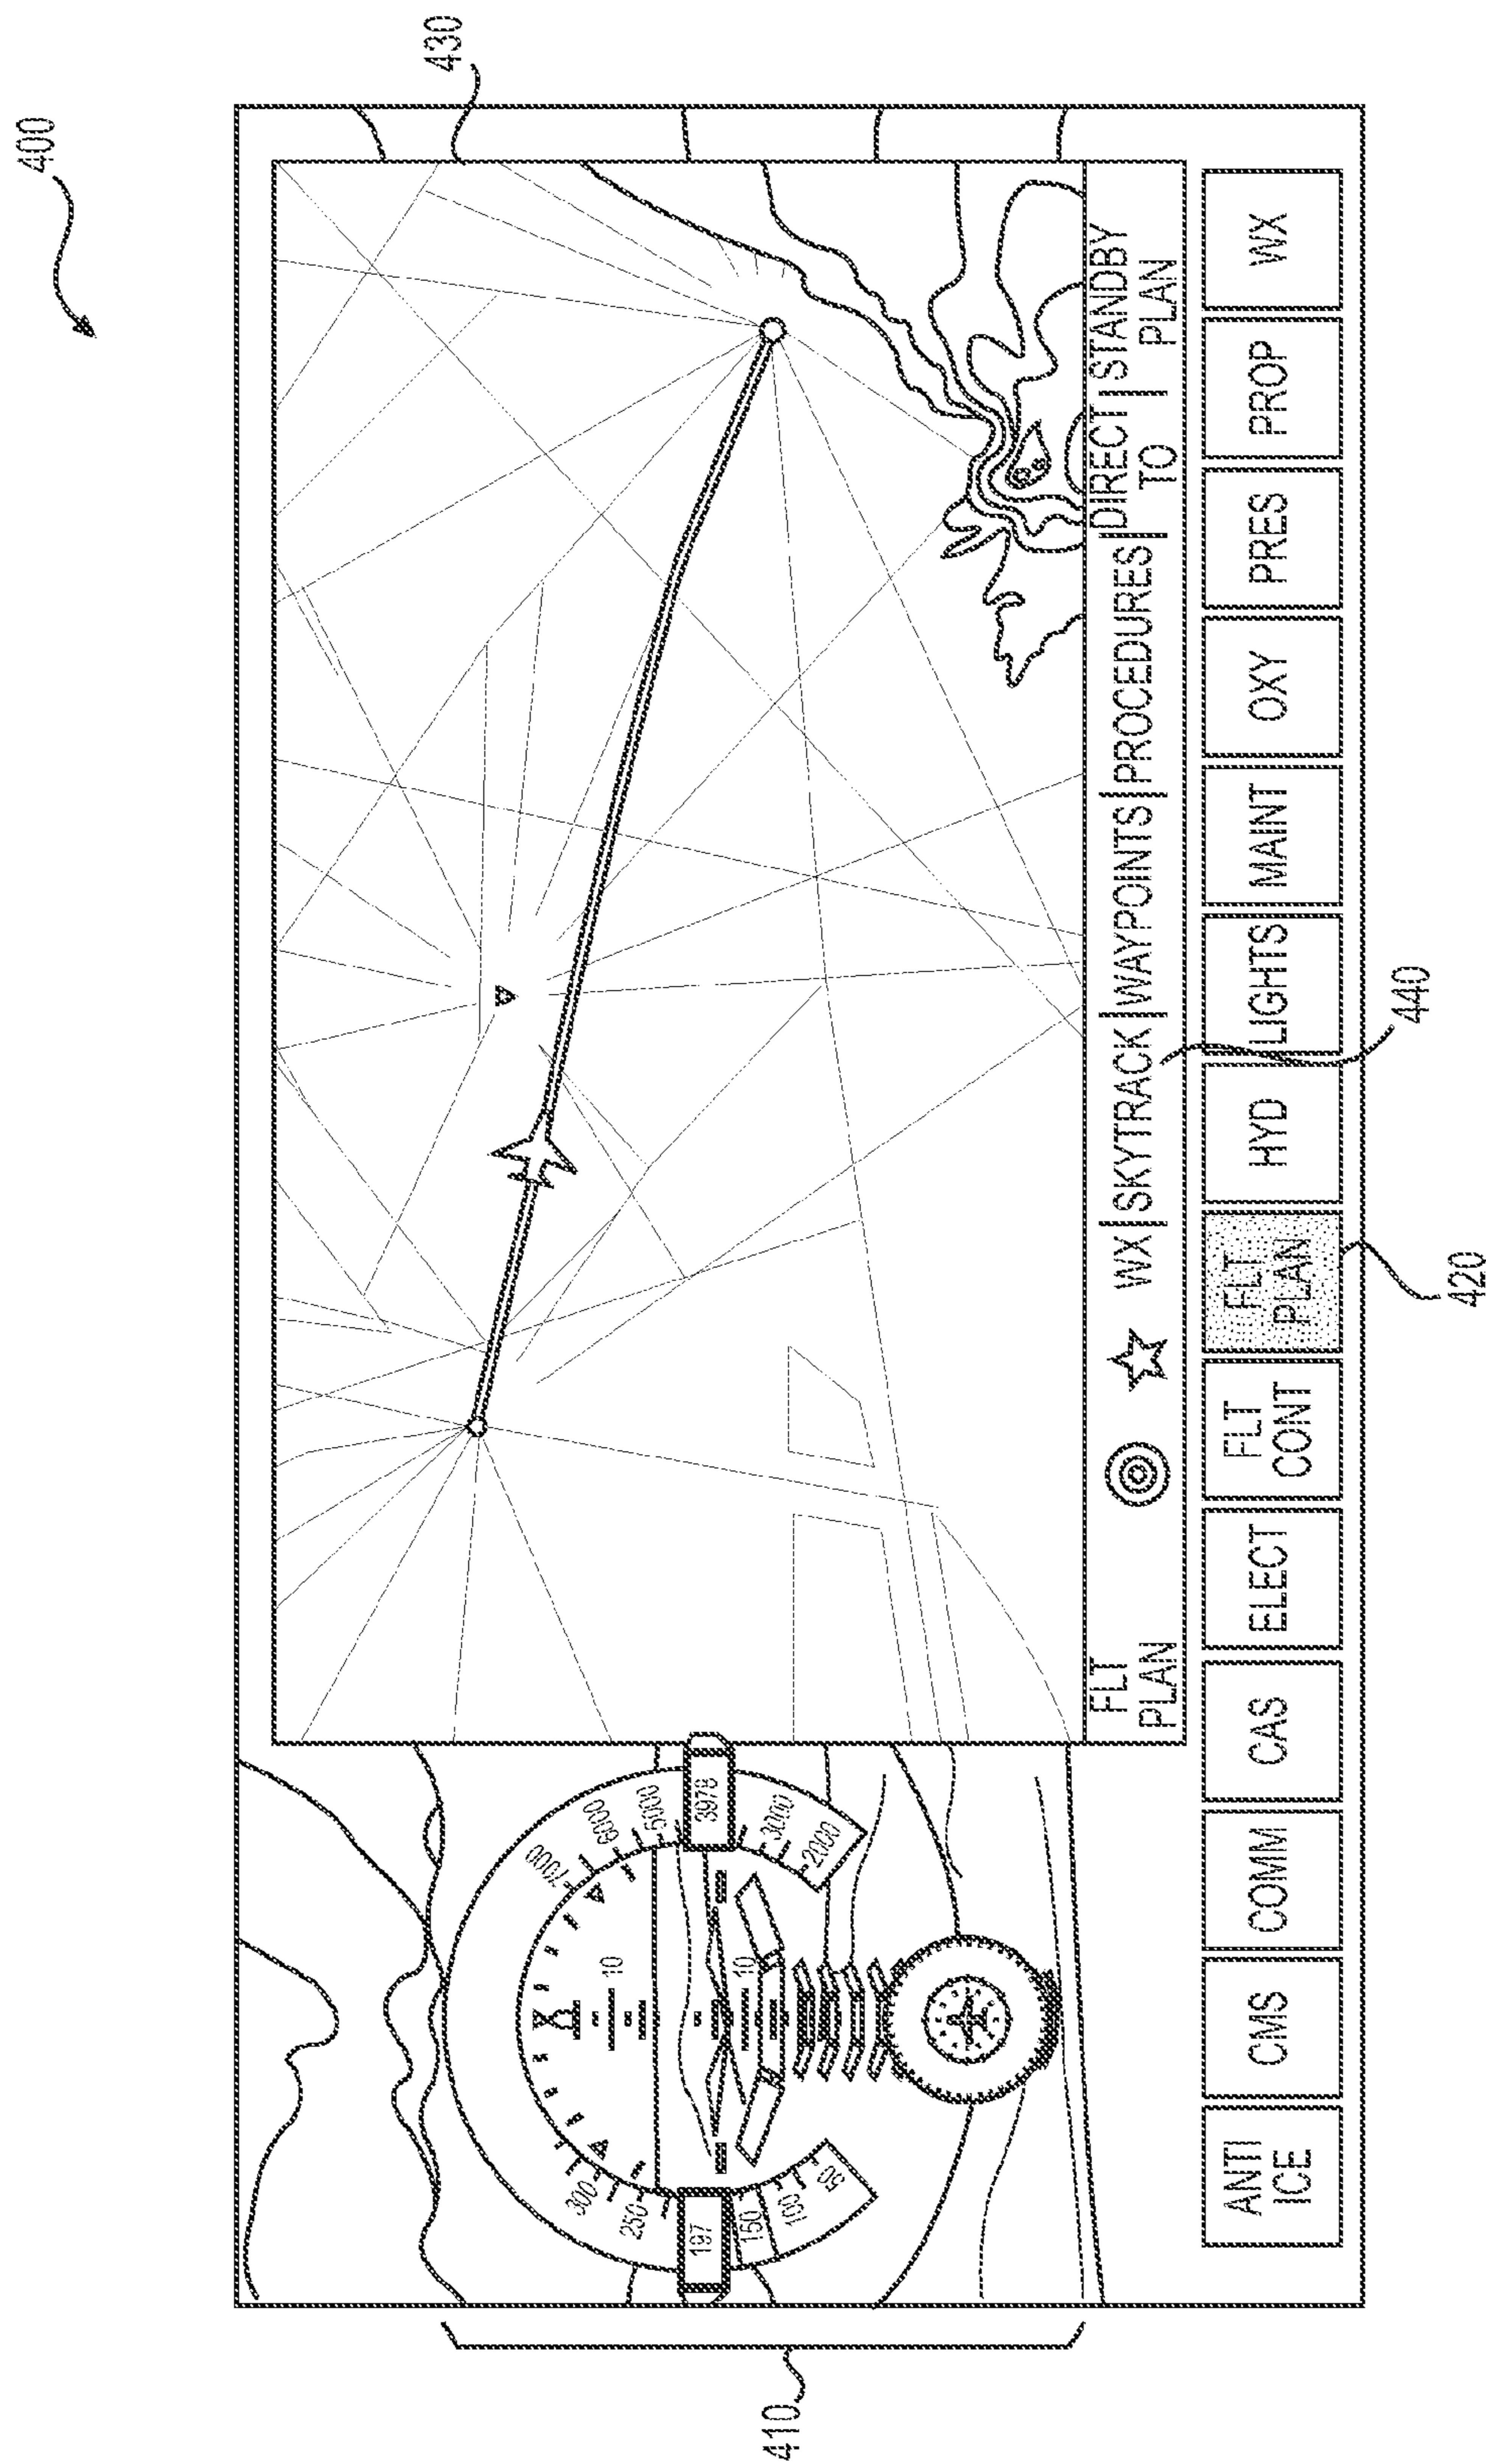 400
430
410
7000
6000
5000
3978
3000
2000
10
10
300
250
197
150
100
50
FLT
PLAN
WX
SKYTRACK
WAYPOINTS
PROCEDURES
DIRECT
TO
STANDBY
PLAN
440
ANTI
ICE
CMS
COMM
CAS
ELECT
FLT
CONT
FLT
PLAN
HYD
LIGHTS
MAINT
OXY
PRES
PROP
WX
420